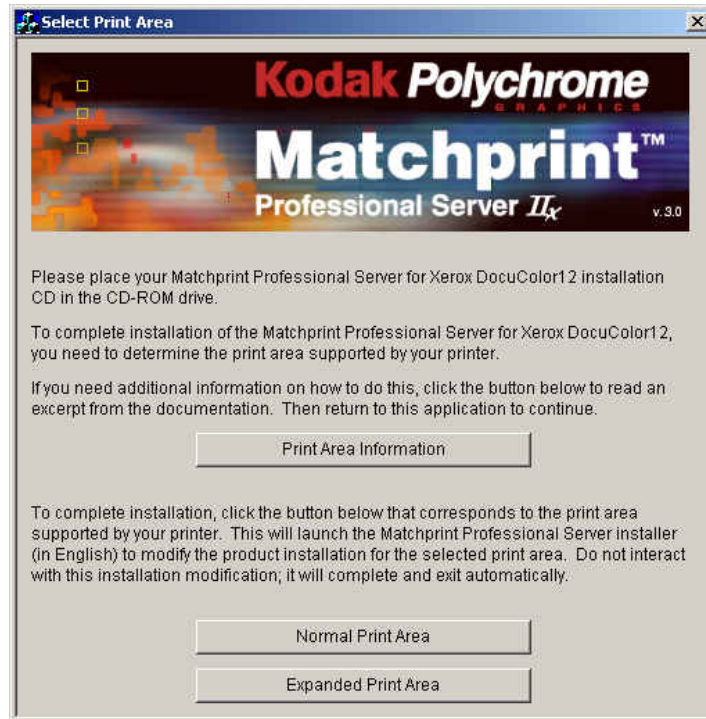 Select Print Area
Kodak Polychrome
GRAPHICS
Matchprint™
Professional Server IIx
v. 3.0
Please place your Matchprint Professional Server for Xerox DocuColor12 installation
CD in the CD-ROM drive.
To complete installation of the Matchprint Professional Server for Xerox DocuColor12,
you need to determine the print area supported by your printer.
If you need additional information on how to do this, click the button below to read an
excerpt from the documentation. Then return to this application to continue.
Print Area Information
To complete installation, click the button below that corresponds to the print area
supported by your printer. This will launch the Matchprint Professional Server installer
(in English) to modify the product installation for the selected print area. Do not interact
with this installation modification; it will complete and exit automatically.
Normal Print Area
Expanded Print Area